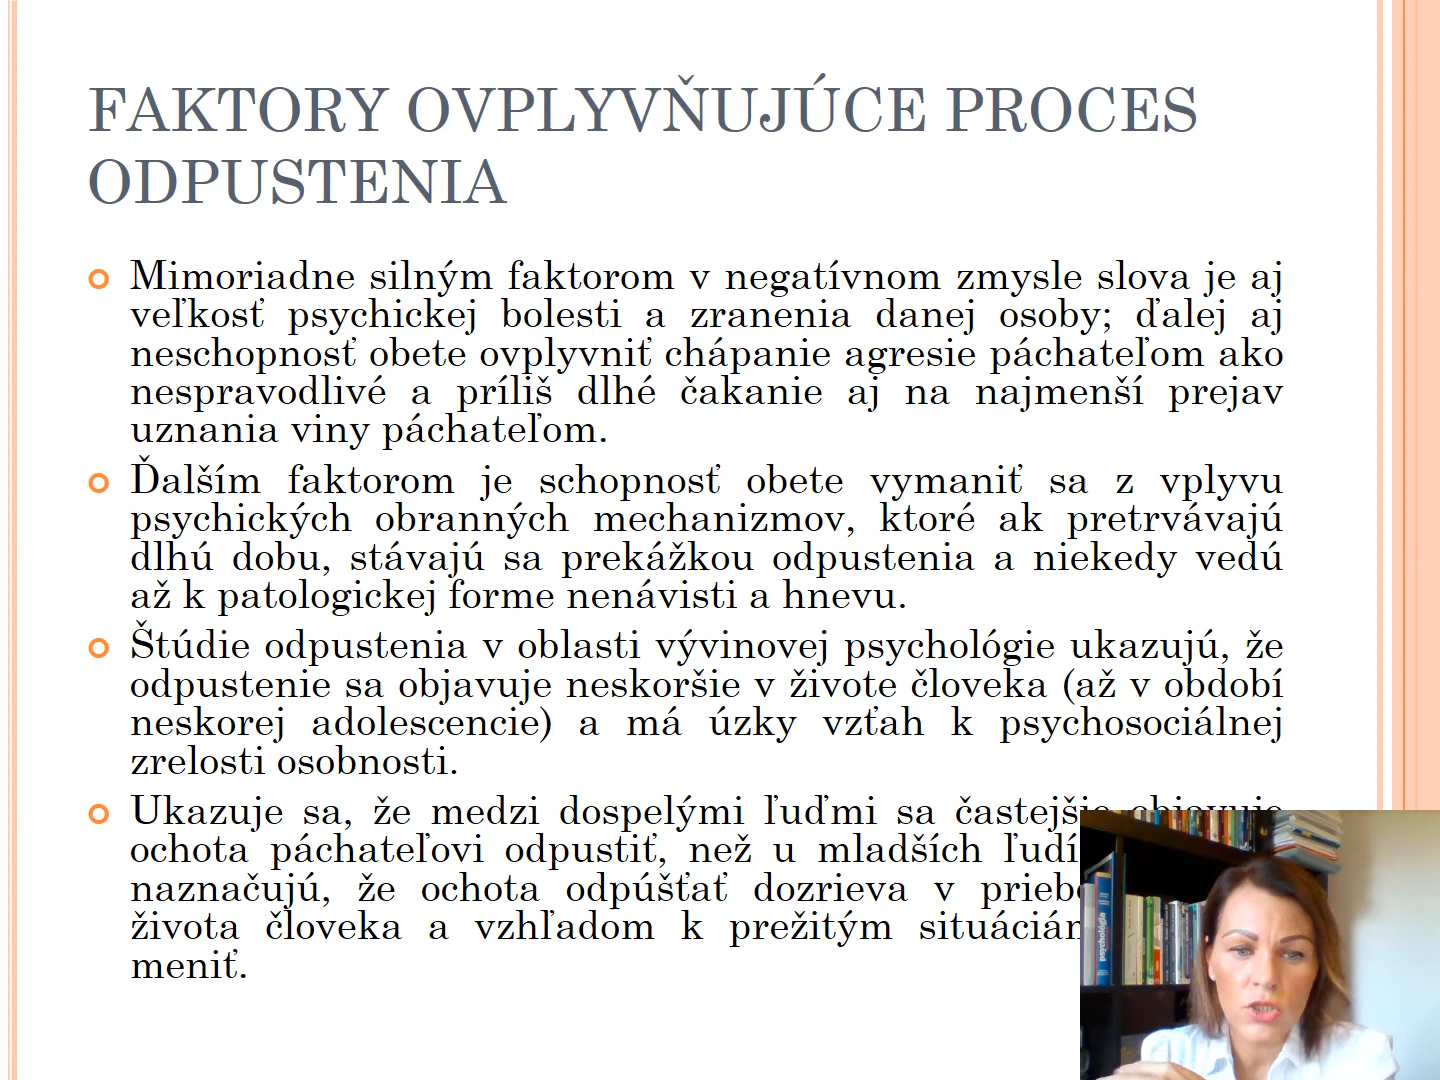 FAKTORY OVPLYVŇUJÚCE PROCES
ODPUSTENIA
Mimoriadne silným faktorom v negatívnom zmysle slova je aj
veľkosť psychickej bolesti a zranenia danej osoby; ďalej aj
neschopnosť obete ovplyvniť chápanie agresie páchateľom ako
nespravodlivé a príliš dlhé čakanie aj na najmenší prejav
uznania viny páchateľom.
Ďalším faktorom je schopnosť obete vymaniť sa z vplyvu
psychických obranných mechanizmov, ktoré ak pretrvávajú
dlhú dobu, stávajú sa prekážkou odpustenia a niekedy vedú
až k patologickej forme nenávisti a hnevu.
Štúdie odpustenia v oblasti vývinovej psychológie ukazujú, že
odpustenie sa objavuje neskoršie v živote človeka (až v období
neskorej adolescencie) a má úzky vzťah k psychosociálnej
zrelosti osobnosti.
Ukazuje sa, že medzi dospelými ľuďmi sa častejšie objavuje
ochota páchateľovi odpustiť, než u mladších
naznačujú, že ochota odpúšťať dozrieva v
života človeka a vzhľadom k prežitým
meniť.
psychológia